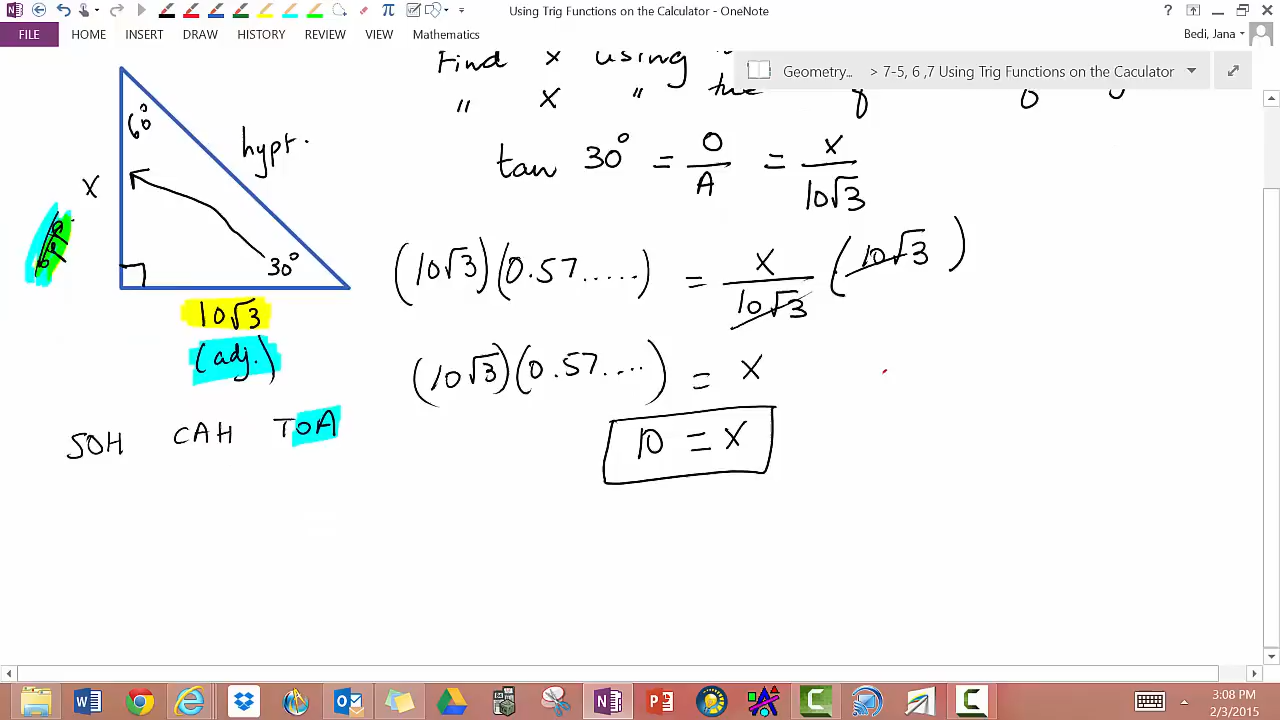 Using Trig Functions on the Calculator - OneNote
FILE HOME INSERT DRAW HISTORY REVIEW VIEW Mathematics
Bedi, Jana
Find x using
Geometry... > 7-5, 6 ,7 Using Trig Functions on the Caculator
" x " the
60°
hypt.
x
opp.
30°
10√3
(adj.)
SOH CAH TOA
tan 30° = O/A = x/10√3
(10√3)(0.57.....) = x/10√3 (10√3)
(10√3)(0.57....) = x
10 = x
3:08 PM
2/3/2015